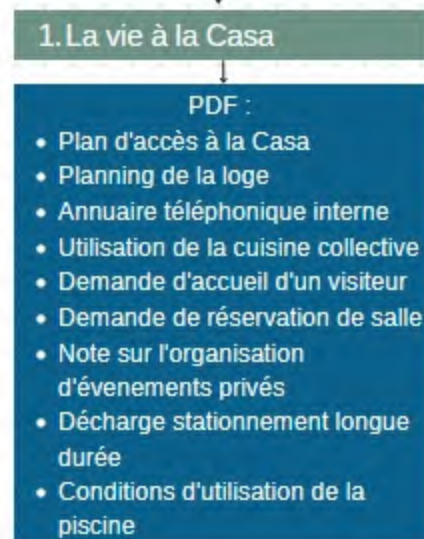 1. La vie à la Casa
PDF :
• Plan d'accès à la Casa
• Planning de la loge
• Annuaire téléphonique interne
• Utilisation de la cuisine collective
• Demande d'accueil d'un visiteur
• Demande de réservation de salle
• Note sur l'organisation
d'évenements privés
• Décharge stationnement longue
durée
• Conditions d'utilisation de la
piscine